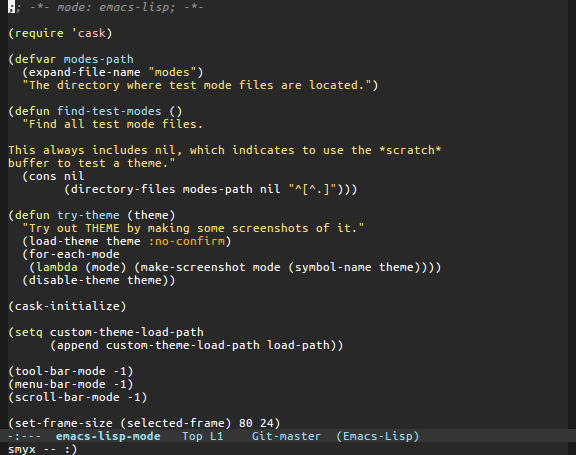 ;; -*- mode: emacs-lisp; -*-

(require 'cask)

(defvar modes-path
  (expand-file-name "modes")
  "The directory where test mode files are located.")

(defun find-test-modes ()
  "Find all test mode files.

This always includes nil, which indicates to use the *scratch*
buffer to test a theme."
  (cons nil
        (directory-files modes-path nil "^[^.]")))

(defun try-theme (theme)
  "Try out THEME by making some screenshots of it."
  (load-theme theme :no-confirm)
  (for-each-mode
   (lambda (mode) (make-screenshot mode (symbol-name theme))))
  (disable-theme theme))

(cask-initialize)

(setq custom-theme-load-path
      (append custom-theme-load-path load-path))

(tool-bar-mode -1)
(menu-bar-mode -1)
(scroll-bar-mode -1)

(set-frame-size (selected-frame) 80 24)
-:---  emacs-lisp-mode   Top L1    Git-master  (Emacs-Lisp)
smyx -- :)